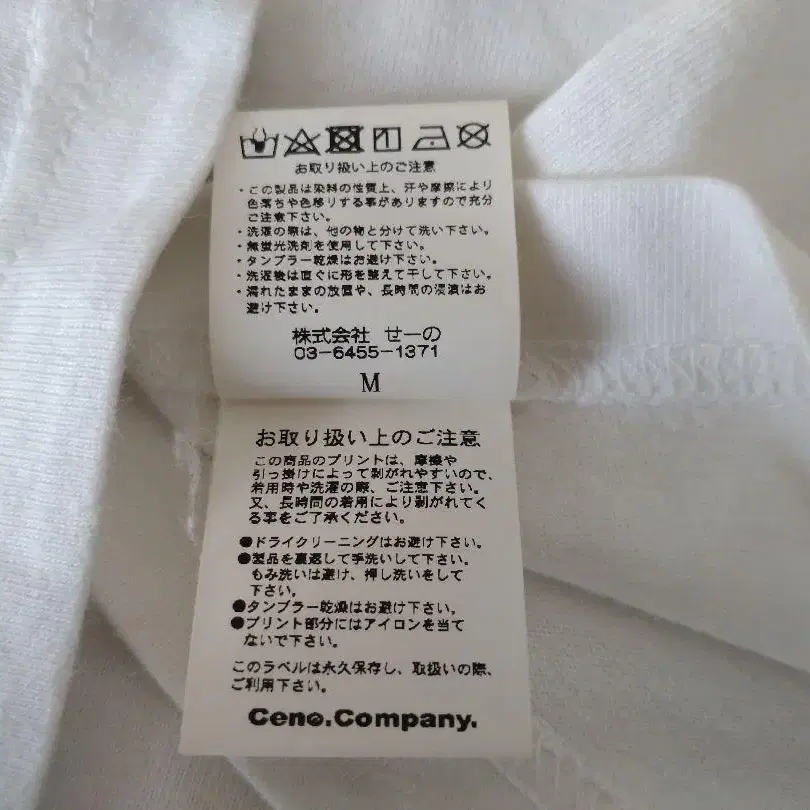 お取り扱い上のご注意
・この製品は染料の性質上、汗や摩擦により
色落ちや色移りする事がありますので充分
ご注意下さい。
・洗濯の際は、他の物と分けて洗い下さい。
・無蛍光洗剤を使用して下さい。
・タンブラー乾燥はお避け下さい。
・洗濯後は直ぐに形を整えて干して下さい。
・濡れたままの放置や、長時間の浸漬はお
避け下さい。
株式会社 せーの
03-6455-1371
M
お取り扱い上のご注意
この商品のプリントは、摩擦や
引っ掛けによって剥がれやすいので、
着用時や洗濯の際、ご注意下さい。
又、長時間の着用により剥がれてく
る事をご了承ください。
●ドライクリーニングはお避け下さい。
●製品を裏返して手洗いして下さい。
もみ洗いは避け、押し洗いをして
下さい。
●タンブラー乾燥はお避け下さい。
●プリント部分にはアイロンを当て
ないで下さい。
このラベルは永久保存し、取扱いの際、
ご利用下さい。
Ceno.Company.